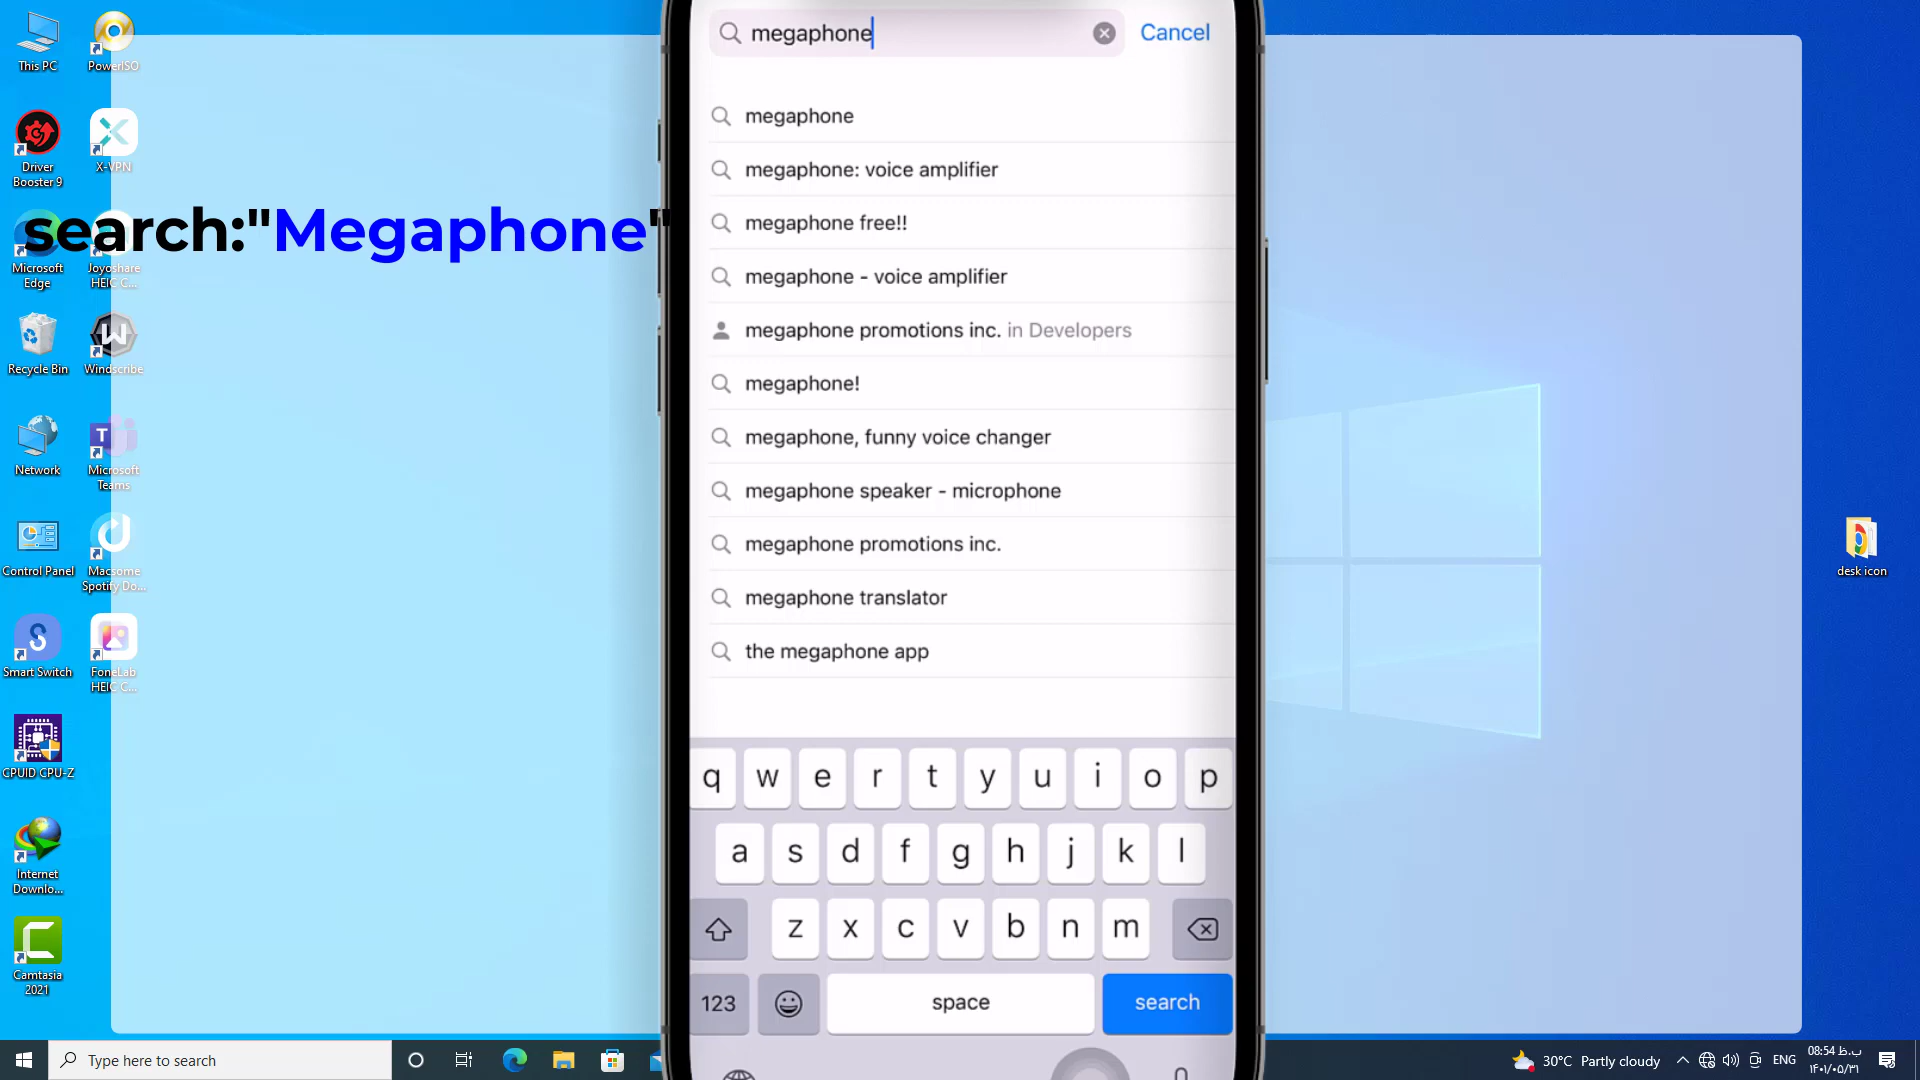 This PC
PowerISO
Driver
Booster 9
X-VPN
Microsoft
Edge
Joyoshare
HEIC C...
Recycle Bin
Windscribe
Network
Microsoft
Teams
Control Panel
Macsome
Spotify Do...
Smart Switch
FoneLab
HEIC C...
CPUID CPU-Z
Internet
Downlo...
Camtasia
2021
search:"Megaphone"
megaphone
Cancel
megaphone
megaphone: voice amplifier
megaphone free!!
megaphone - voice amplifier
megaphone promotions inc. in Developers
megaphone!
megaphone, funny voice changer
megaphone speaker - microphone
megaphone promotions inc.
megaphone translator
the megaphone app
q w e r t y u i o p
a s d f g h j k l
z x c v b n m
123 space search
desk icon
Type here to search
30°C Partly cloudy
ENG
08:54 ب.ظ
۱۴۰۱/۰۵/۳۱